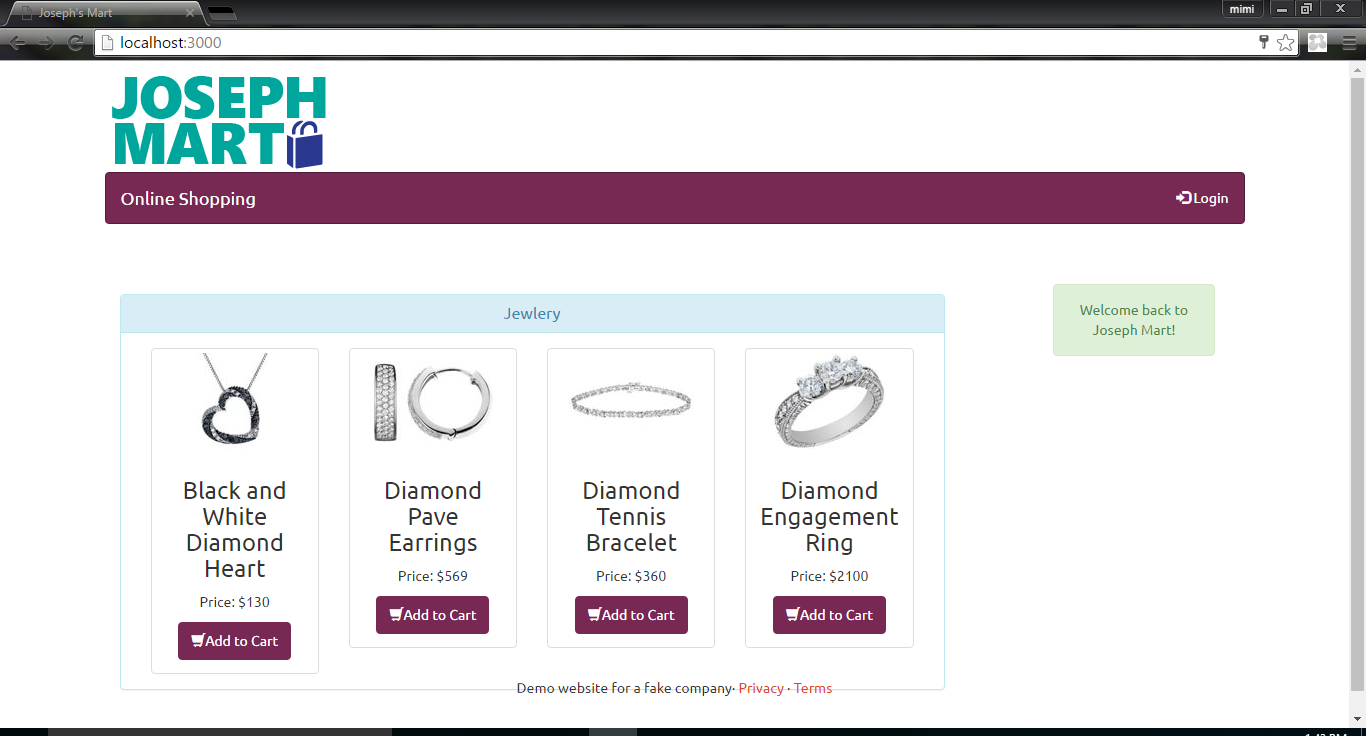 Joseph's Mart
mimi
localhost:3000
JOSEPH
MART
Online Shopping
Login
Jewlery
Welcome back to
Joseph Mart!
Black and
White
Diamond
Heart
Price: $130
Add to Cart
Diamond
Pave
Earrings
Price: $569
Add to Cart
Diamond
Tennis
Bracelet
Price: $360
Add to Cart
Diamond
Engagement
Ring
Price: $2100
Add to Cart
Demo website for a fake company· Privacy · Terms